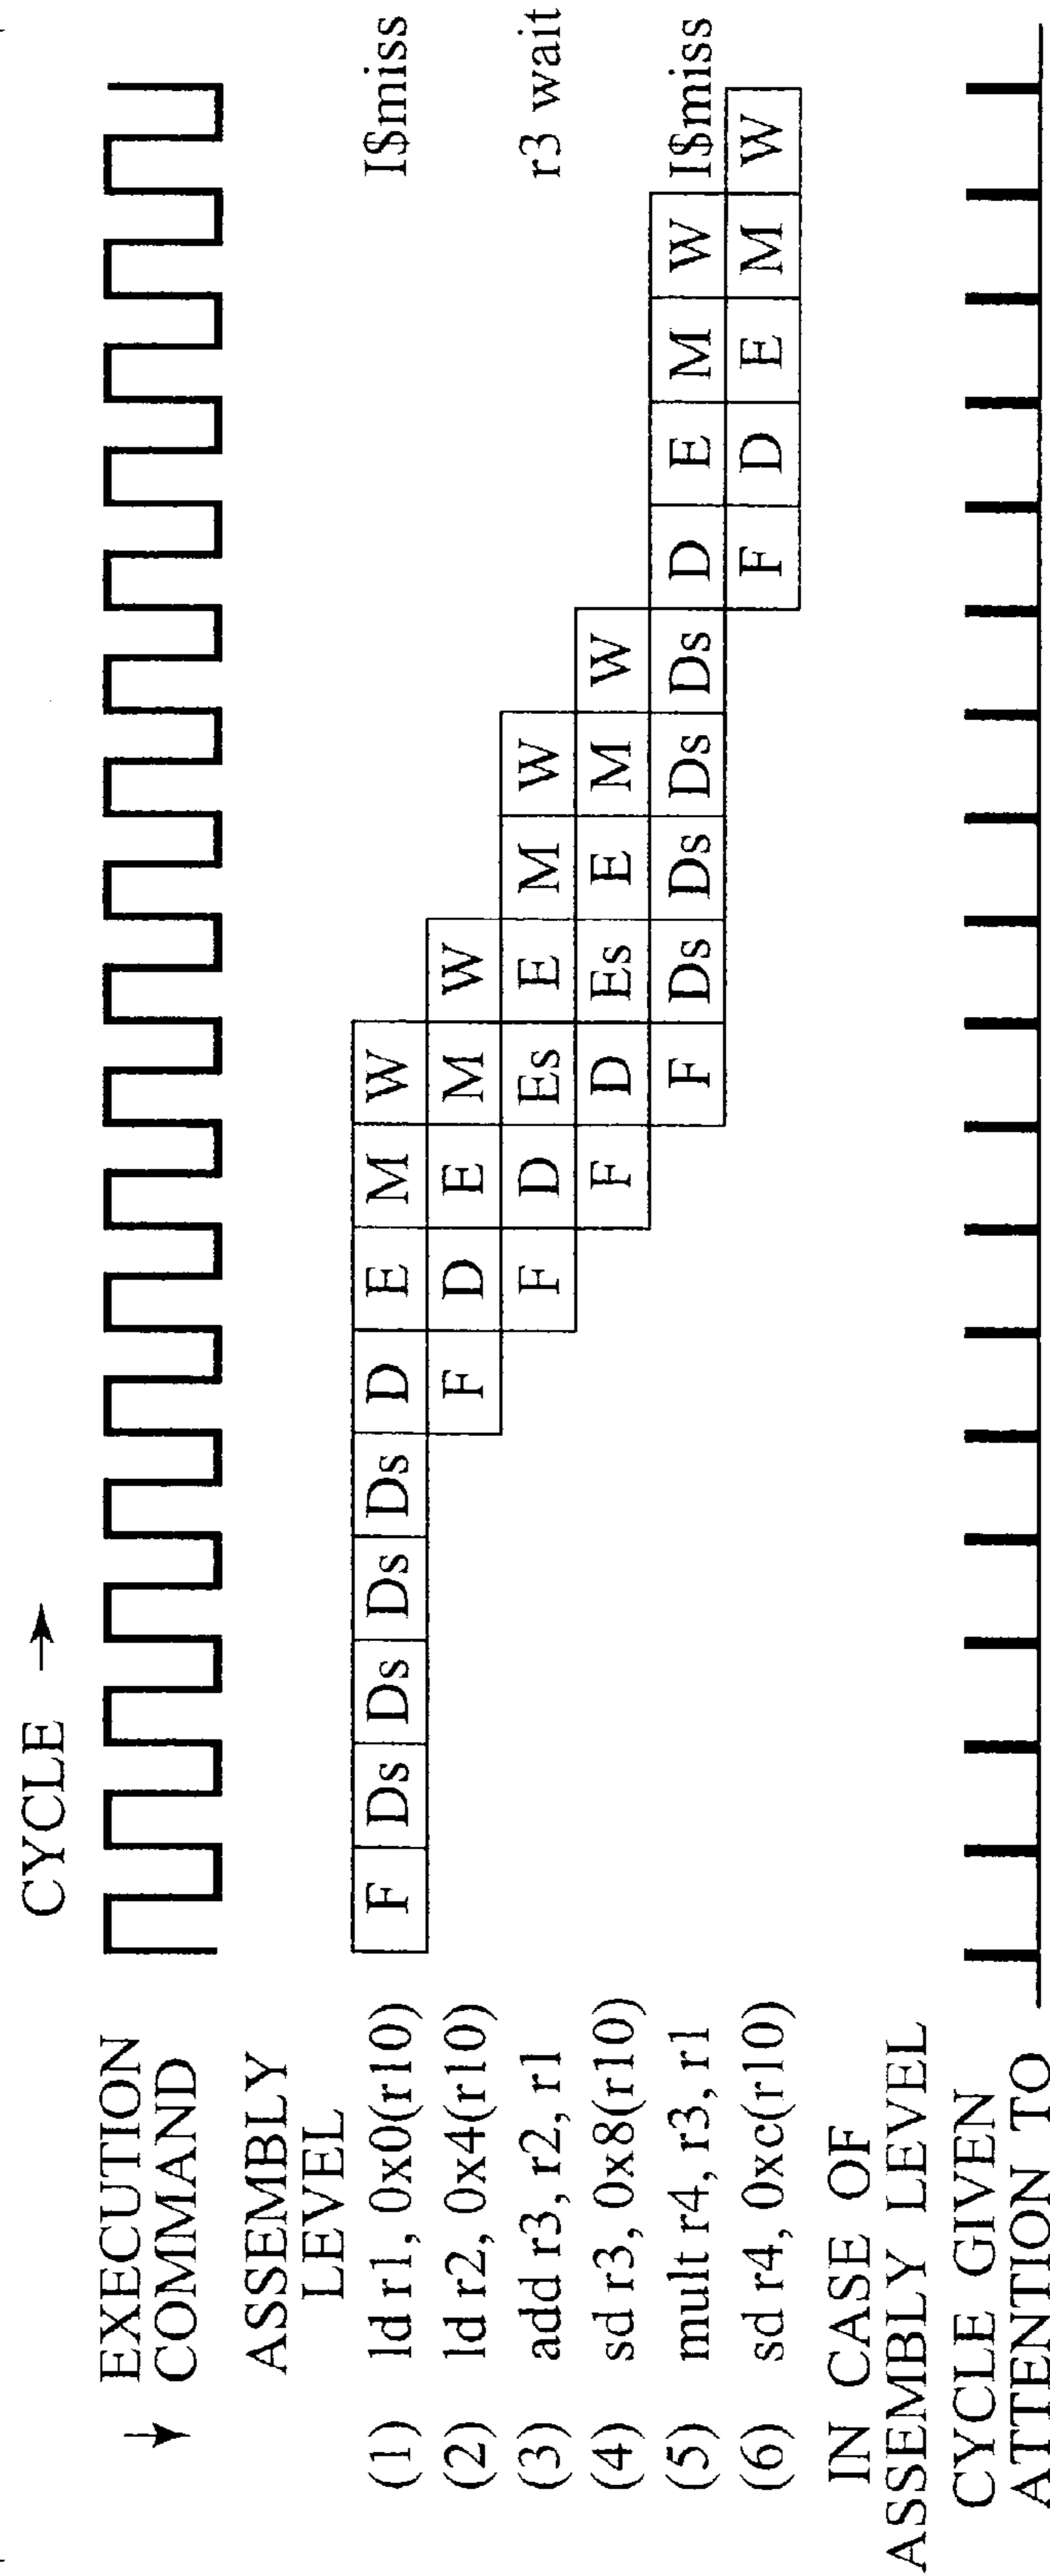 CYCLE →
↓ EXECUTION
COMMAND
ASSEMBLY
LEVEL
(1) ld r1, 0x0(r10) F Ds Ds Ds Ds D E M W I$miss
(2) ld r2, 0x4(r10) F D E M W
(3) add r3, r2, r1 F D Es E M W r3 wait
(4) sd r3, 0x8(r10) F D Es E M W
(5) mult r4, r3, r1 F Ds Ds Ds Ds D E M W I$miss
(6) sd r4, 0xc(r10) F D E M W
IN CASE OF
ASSEMBLY LEVEL
CYCLE GIVEN
ATTENTION TO